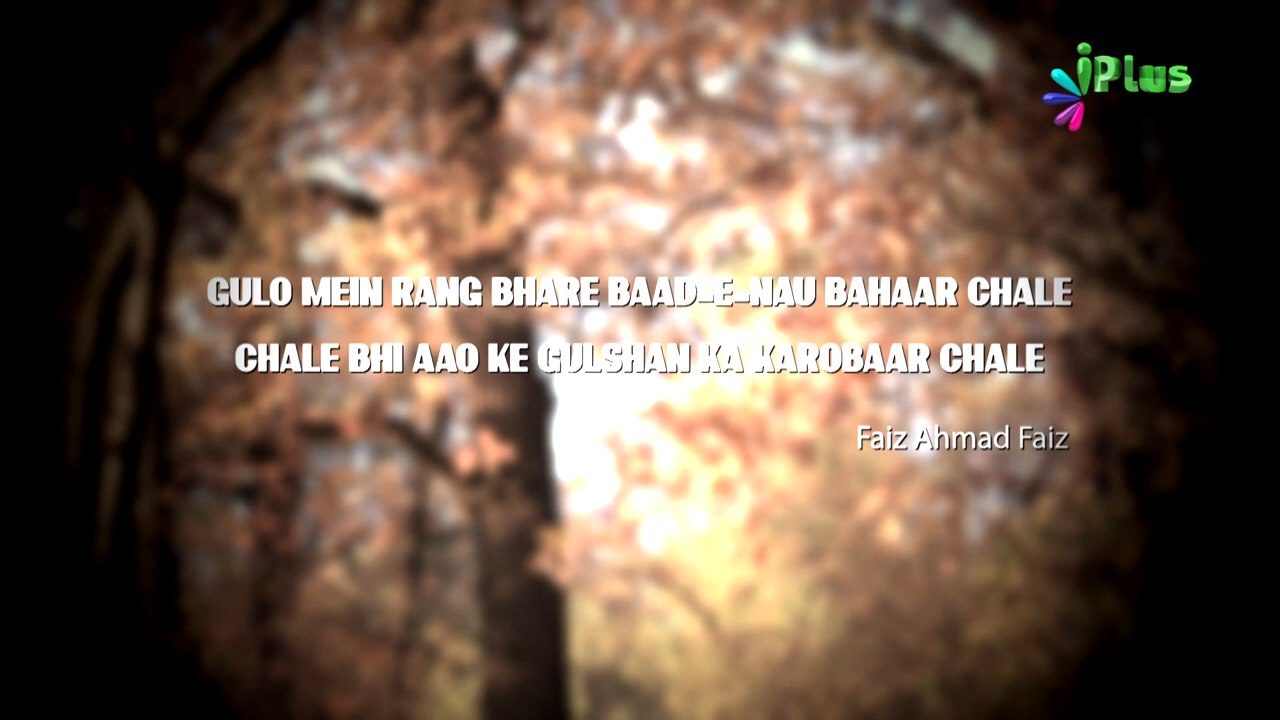 iPlus
GULO MEIN RANG BHARE BAAD-E-NAU BAHAAR CHALE
CHALE BHI AAO KE GULSHAN KA KAROBAAR CHALE
Faiz Ahmad Faiz